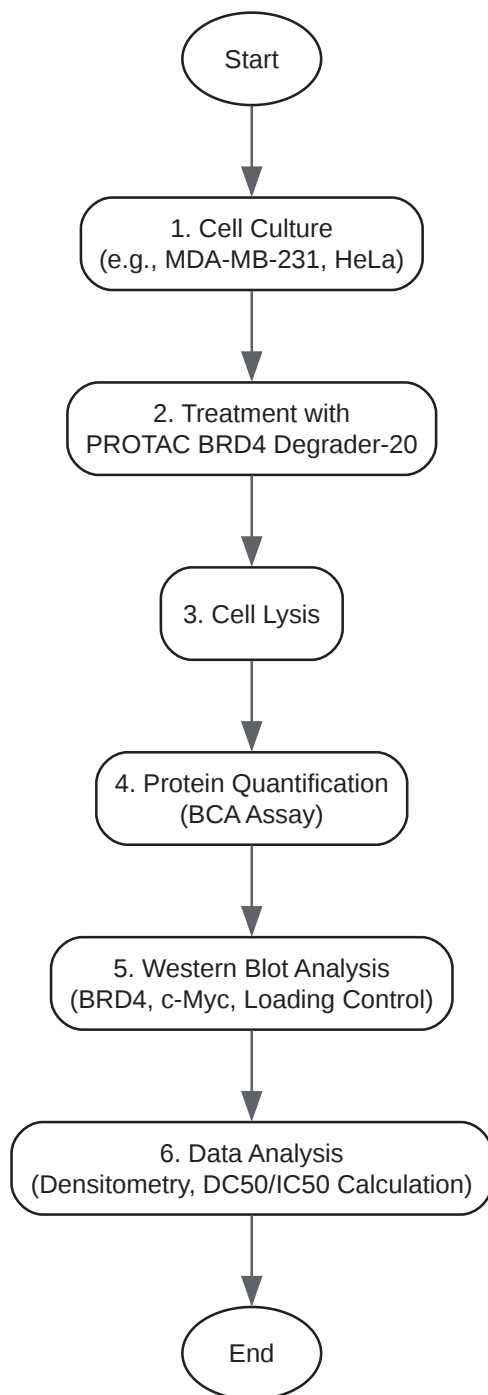 Start
1. Cell Culture
(e.g., MDA-MB-231, HeLa)
2. Treatment with
PROTAC BRD4 Degrader-20
3. Cell Lysis
4. Protein Quantification
(BCA Assay)
5. Western Blot Analysis
(BRD4, c-Myc, Loading Control)
6. Data Analysis
(Densitometry, DC50/IC50 Calculation)
End